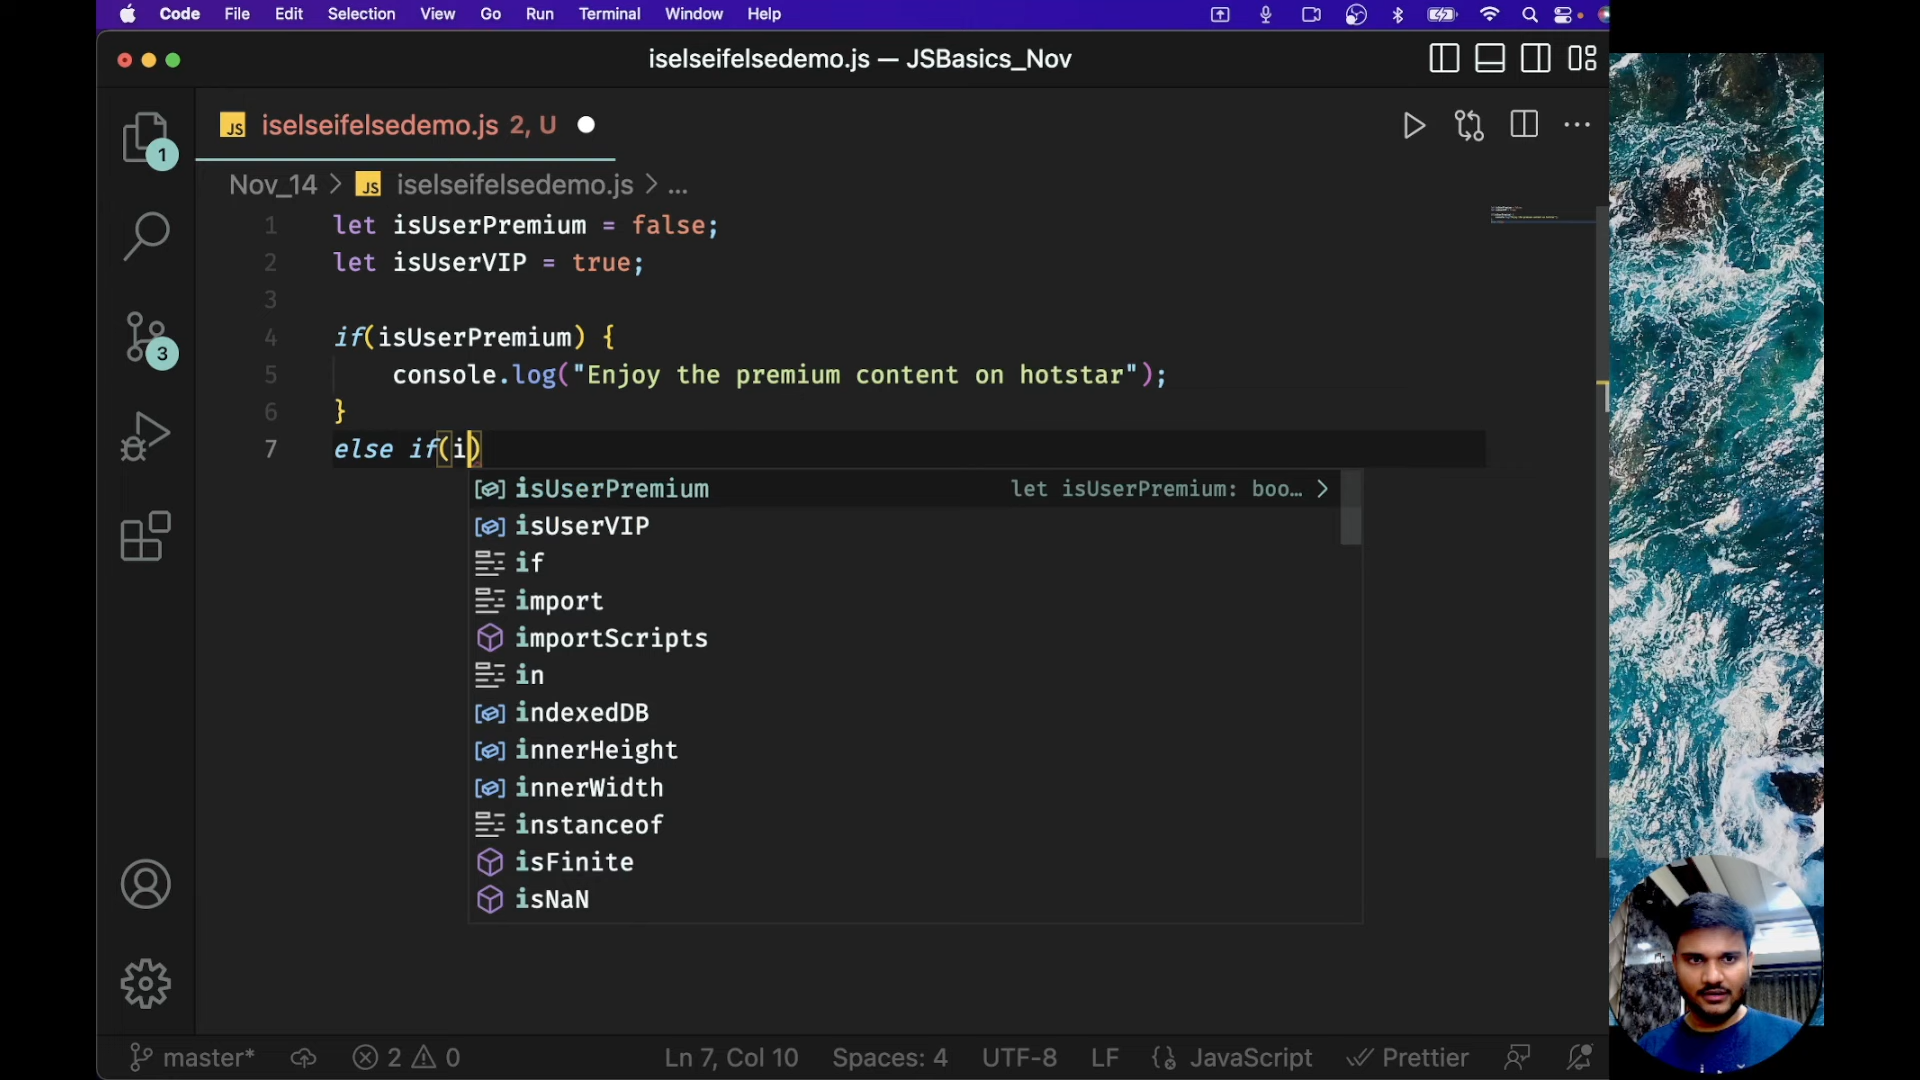 Code File Edit Selection View Go Run Terminal Window Help
iselseifelsedemo.js — JSBasics_Nov
JS iselseifelsedemo.js 2, U
1
Nov_14 > JS iselseifelsedemo.js > ...
1 let isUserPremium = false;
2 let isUserVIP = true;
3
4 if(isUserPremium) {
5 console.log("Enjoy the premium content on hotstar");
6 }
7 else if(i)
3
isUserPremium let isUserPremium: boo… >
isUserVIP
if
import
importScripts
in
indexedDB
innerHeight
innerWidth
instanceof
isFinite
isNaN
master* 2 0 Ln 7, Col 10 Spaces: 4 UTF-8 LF JavaScript Prettier